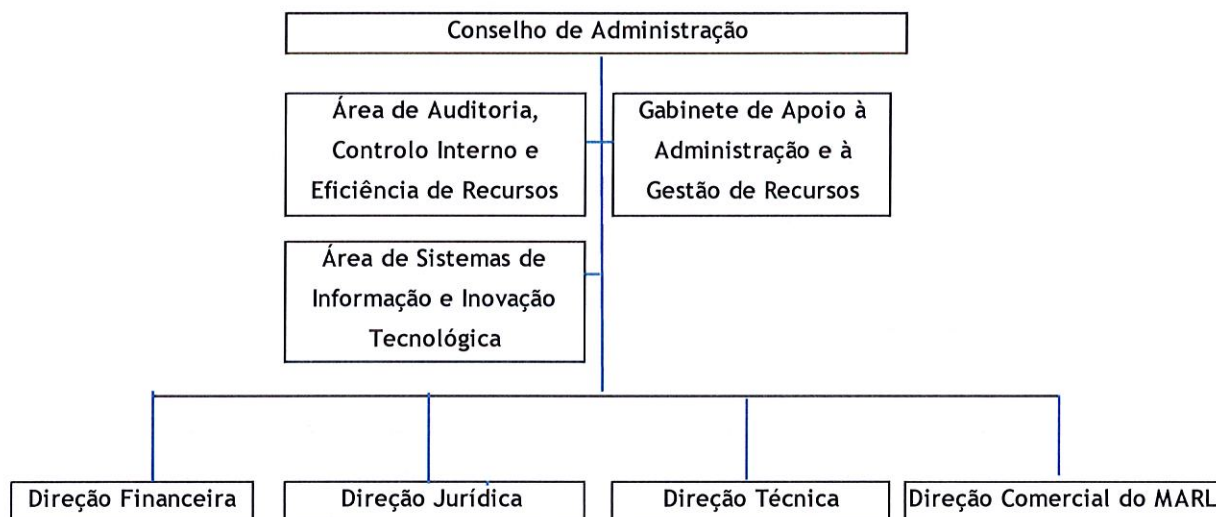 Conselho de Administração
Área de Auditoria,
Controlo Interno e
Eficiência de Recursos
Gabinete de Apoio à
Administração e à
Gestão de Recursos
Área de Sistemas de
Informação e Inovação
Tecnológica
Direção Financeira
Direção Jurídica
Direção Técnica
Direção Comercial do MARL